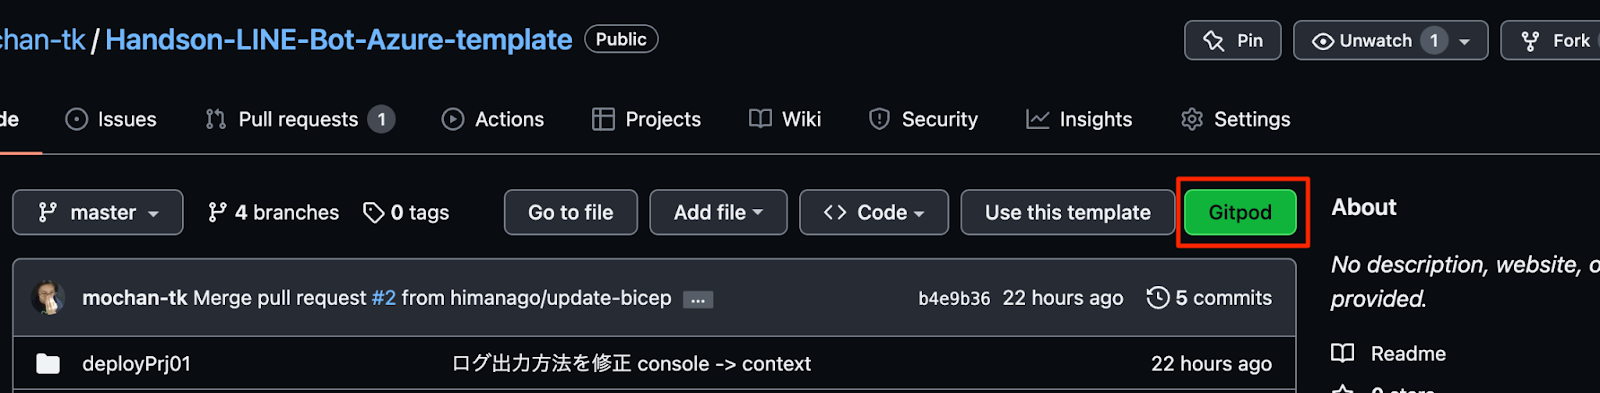 chan-tk / Handson-LINE-Bot-Azure-template Public Pin Unwatch 1 Fork
de Issues Pull requests 1 Actions Projects Wiki Security Insights Settings
master 4 branches 0 tags Go to file Add file <> Code Use this template Gitpod About
mochan-tk Merge pull request #2 from himanago/update-bicep ... b4e9b36 22 hours ago 5 commits
No description, website, o
provided.
deployPrj01 ログ出力方法を修正 console -> context 22 hours ago
Readme